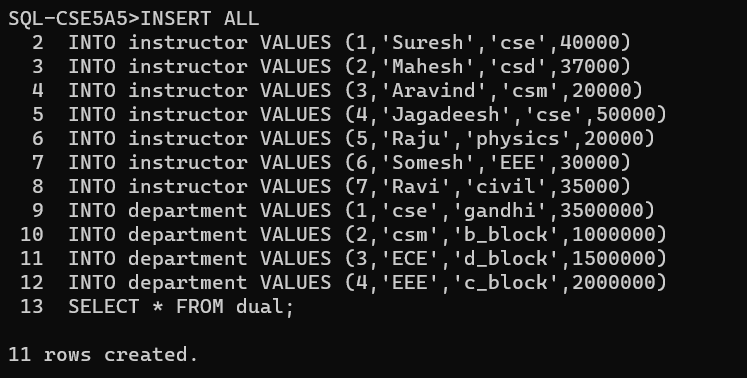 SQL-CSE5A5>INSERT ALL
  2  INTO instructor VALUES (1,'Suresh','cse',40000)
  3  INTO instructor VALUES (2,'Mahesh','csd',37000)
  4  INTO instructor VALUES (3,'Aravind','csm',20000)
  5  INTO instructor VALUES (4,'Jagadeesh','cse',50000)
  6  INTO instructor VALUES (5,'Raju','physics',20000)
  7  INTO instructor VALUES (6,'Somesh','EEE',30000)
  8  INTO instructor VALUES (7,'Ravi','civil',35000)
  9  INTO department VALUES (1,'cse','gandhi',3500000)
 10  INTO department VALUES (2,'csm','b_block',1000000)
 11  INTO department VALUES (3,'ECE','d_block',1500000)
 12  INTO department VALUES (4,'EEE','c_block',2000000)
 13  SELECT * FROM dual;
11 rows created.